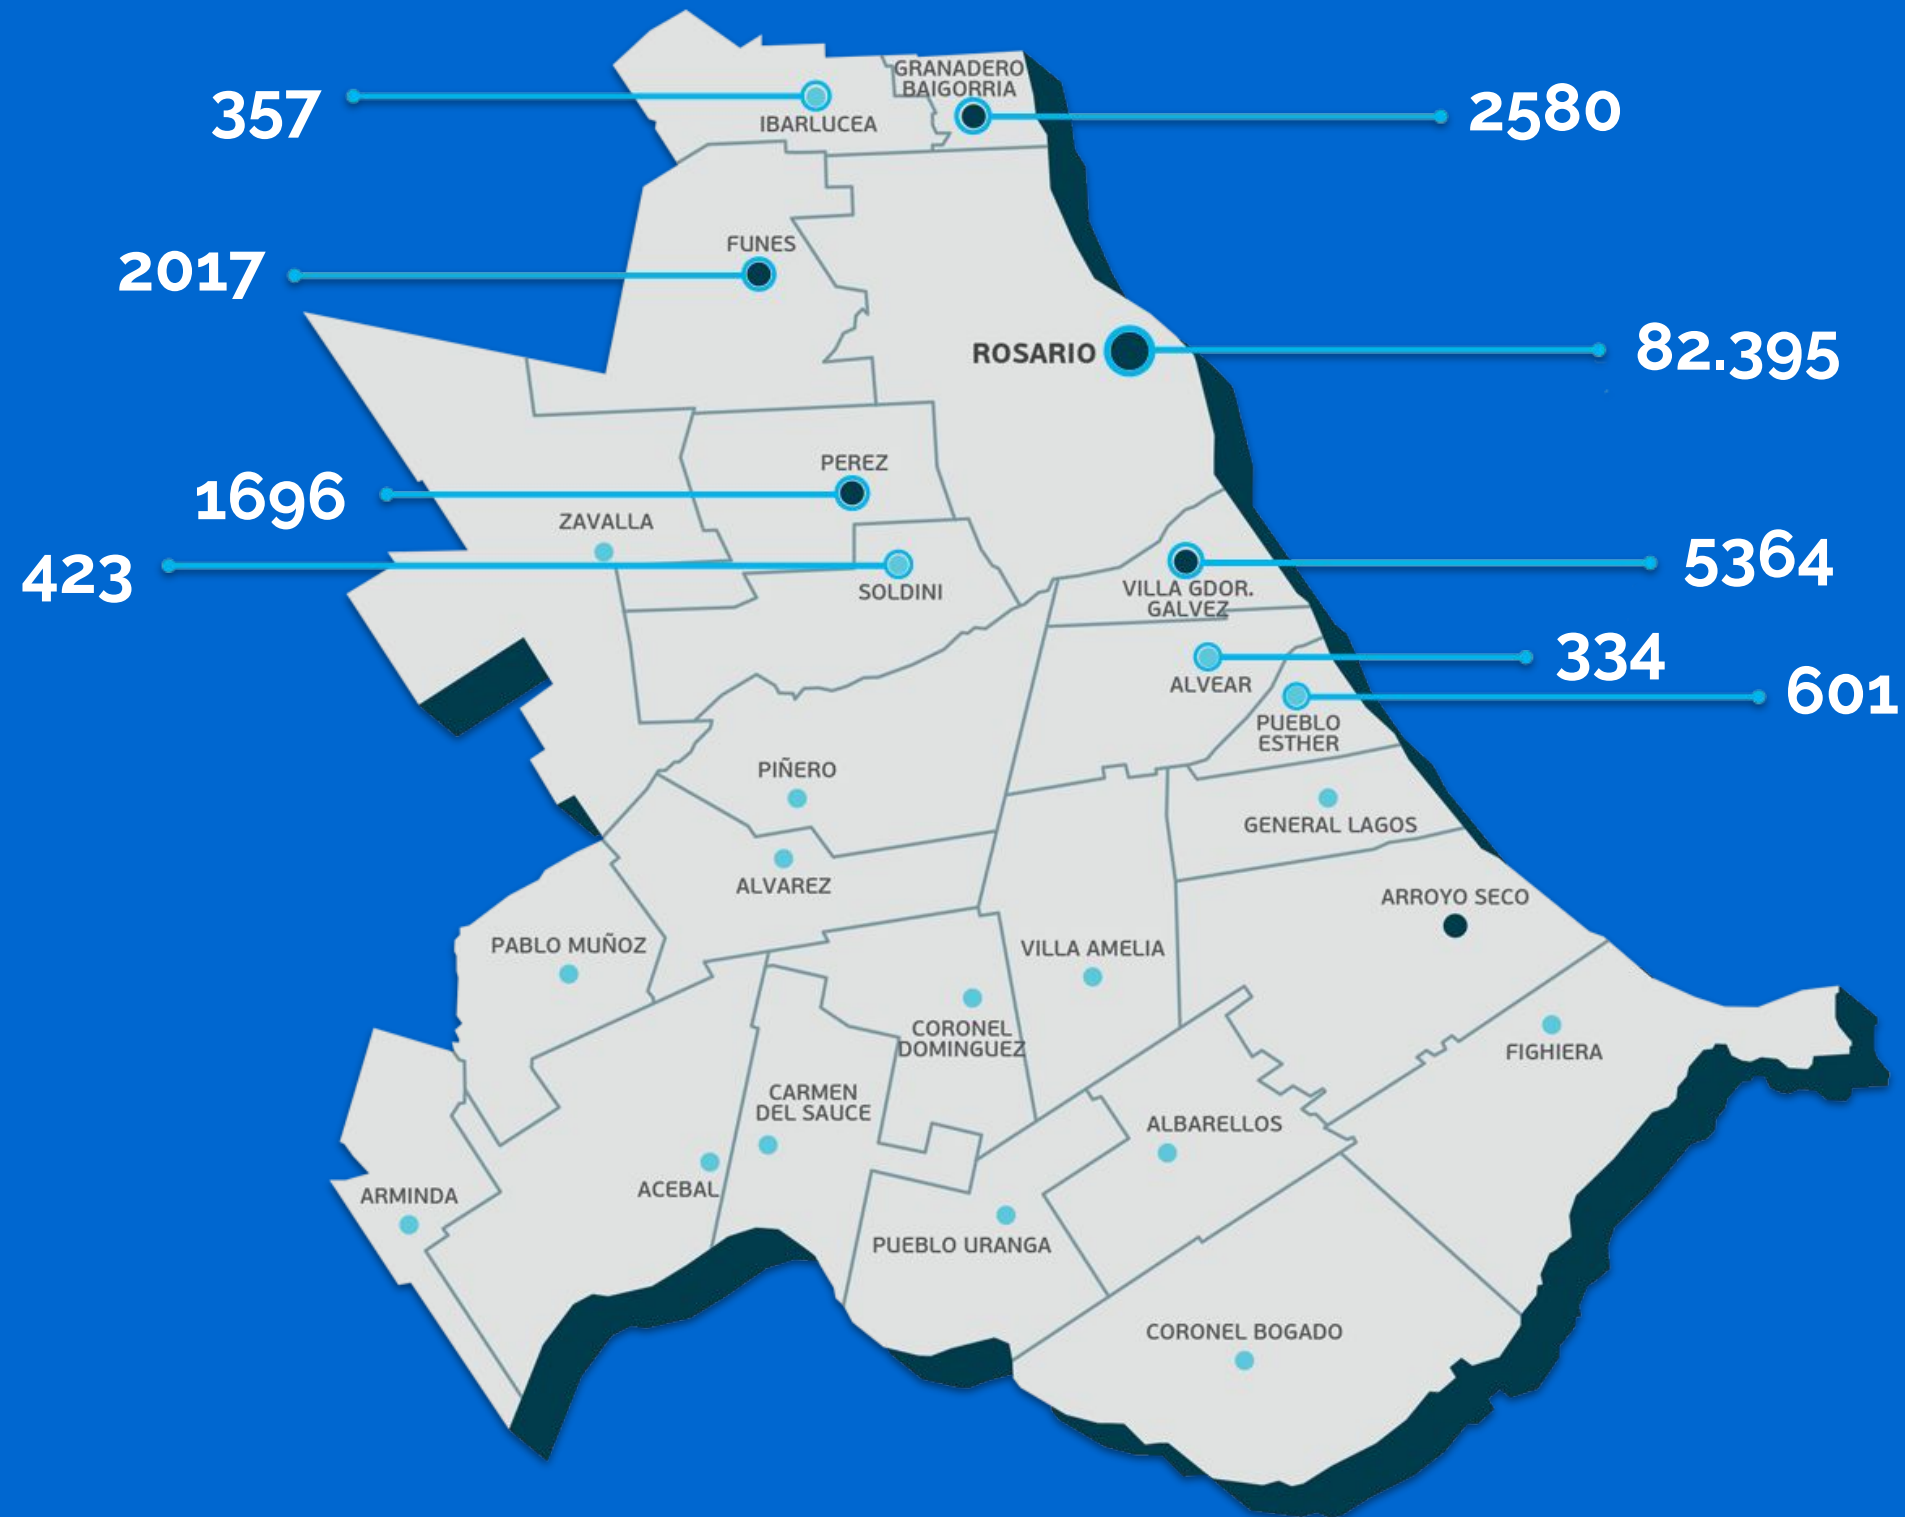 GRANADERO
BAIGORRIA
357
IBARLUCEA
2580
FUNES
2017
ROSARIO
82.395
PEREZ
1696
ZAVALLA
423
SOLDINI
5364
VILLA GDOR.
GALVEZ
334
ALVEAR
601
PUEBLO
ESTHER
PIÑERO
GENERAL LAGOS
ALVAREZ
ARROYO SECO
PABLO MUÑOZ
VILLA AMELIA
CORONEL
DOMINGUEZ
FIGHIERA
CARMEN
DEL SAUCE
ALBARELLOS
ACEBAL
ARMINDA
PUEBLO URANGA
CORONEL BOGADO